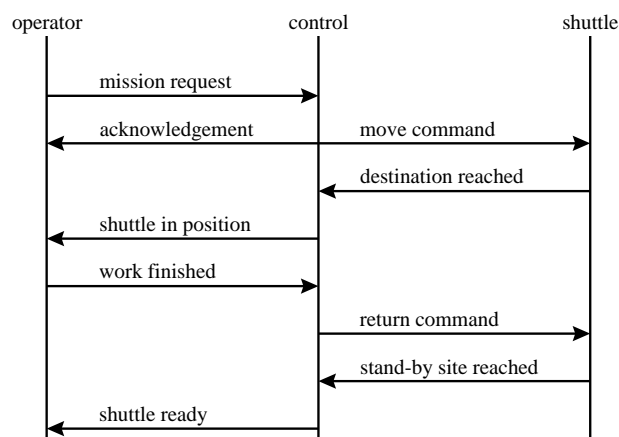 operator control shuttle
mission request
acknowledgement move command
destination reached
shuttle in position
work finished
return command
stand-by site reached
shuttle ready